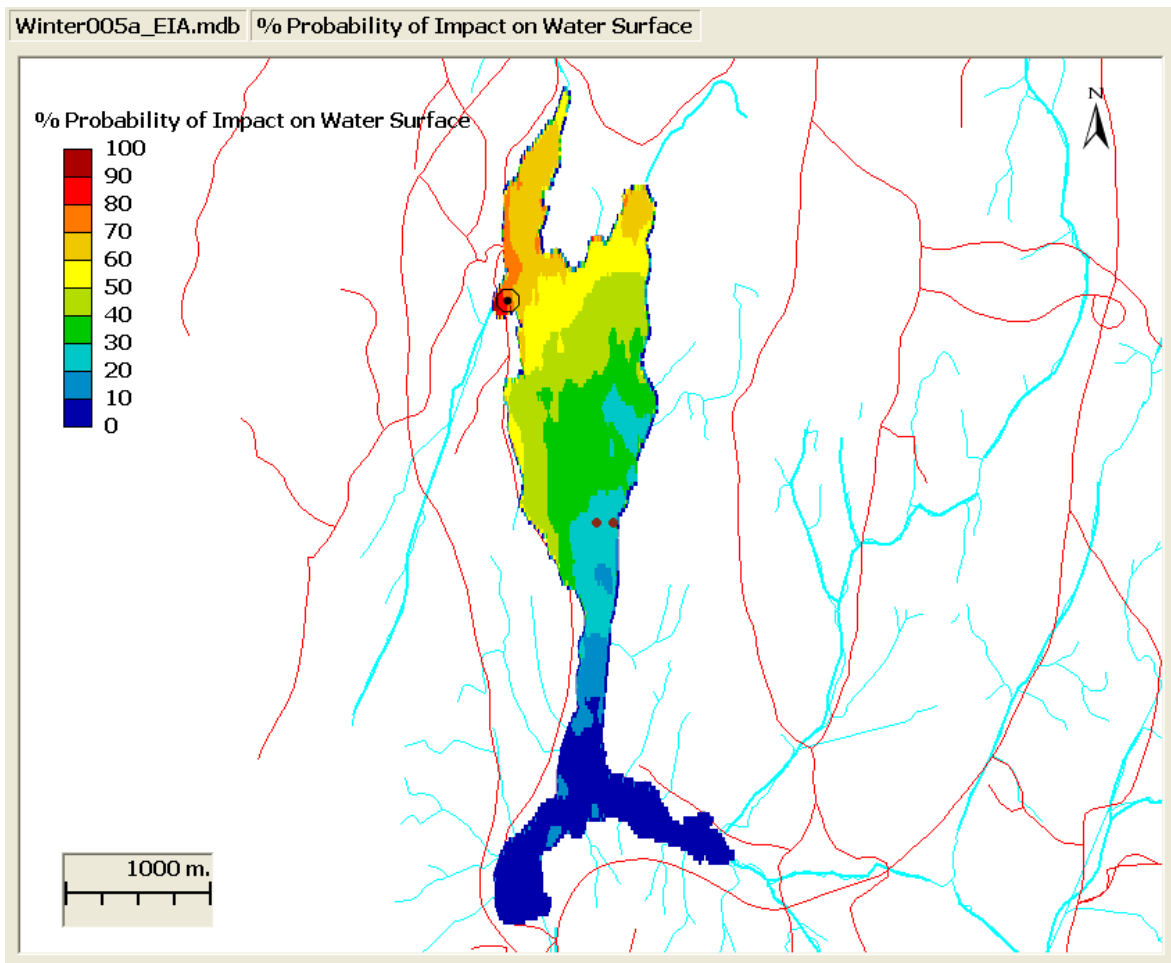 Winter005a_EIA.mdb % Probability of Impact on Water Surface
% Probability of Impact on Water Surface
100
90
80
70
60
50
40
30
20
10
0
N
1000 m.